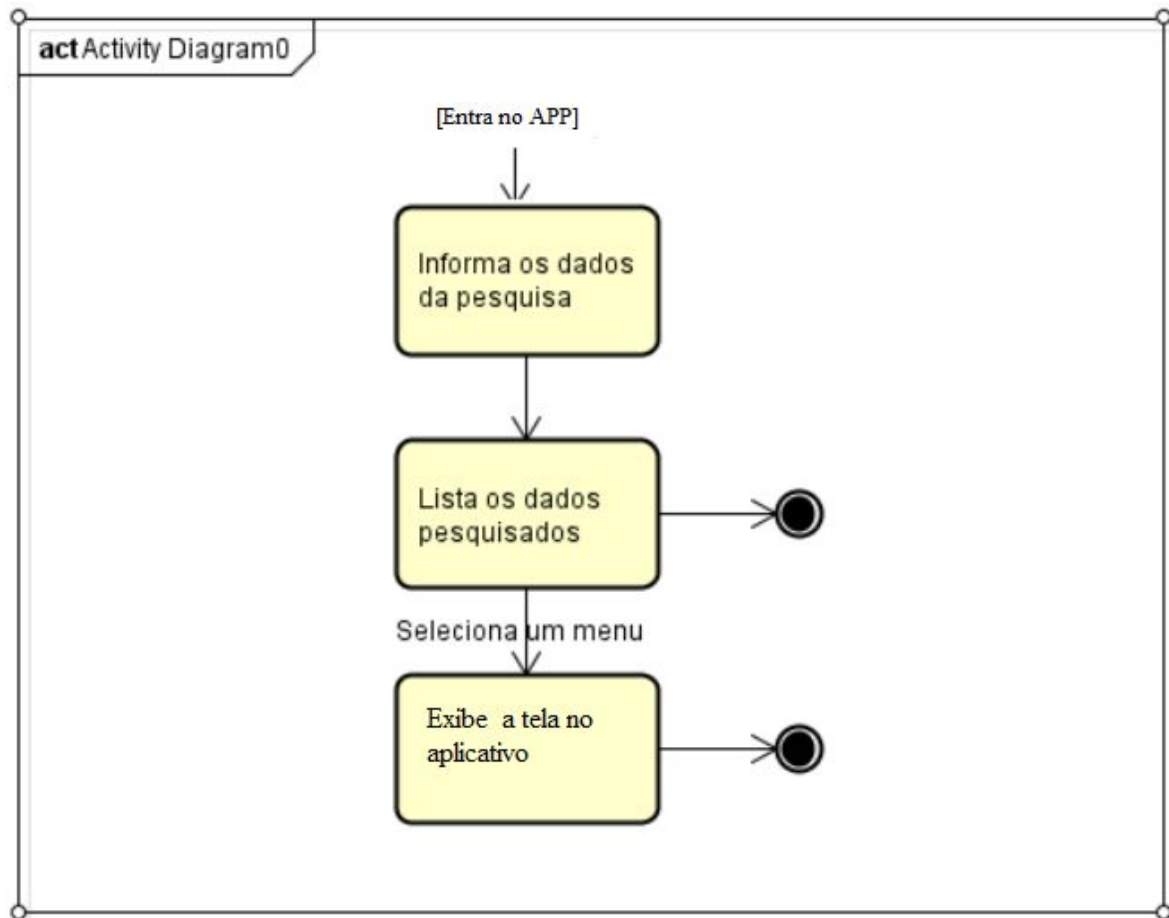 act Activity Diagram0
[Entra no APP]
Informa os dados
da pesquisa
Lista os dados
pesquisados
Seleciona um menu
Exibe a tela no
aplicativo